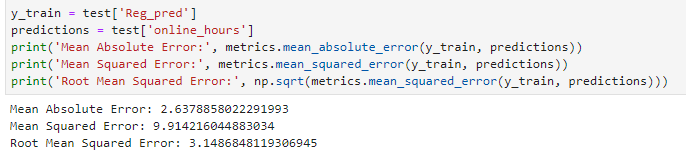 y_train = test['Reg_pred']
predictions = test['online_hours']
print('Mean Absolute Error:', metrics.mean_absolute_error(y_train, predictions))
print('Mean Squared Error:', metrics.mean_squared_error(y_train, predictions))
print('Root Mean Squared Error:', np.sqrt(metrics.mean_squared_error(y_train, predictions)))
Mean Absolute Error: 2.6378858022291993
Mean Squared Error: 9.914216044883034
Root Mean Squared Error: 3.1486848119306945